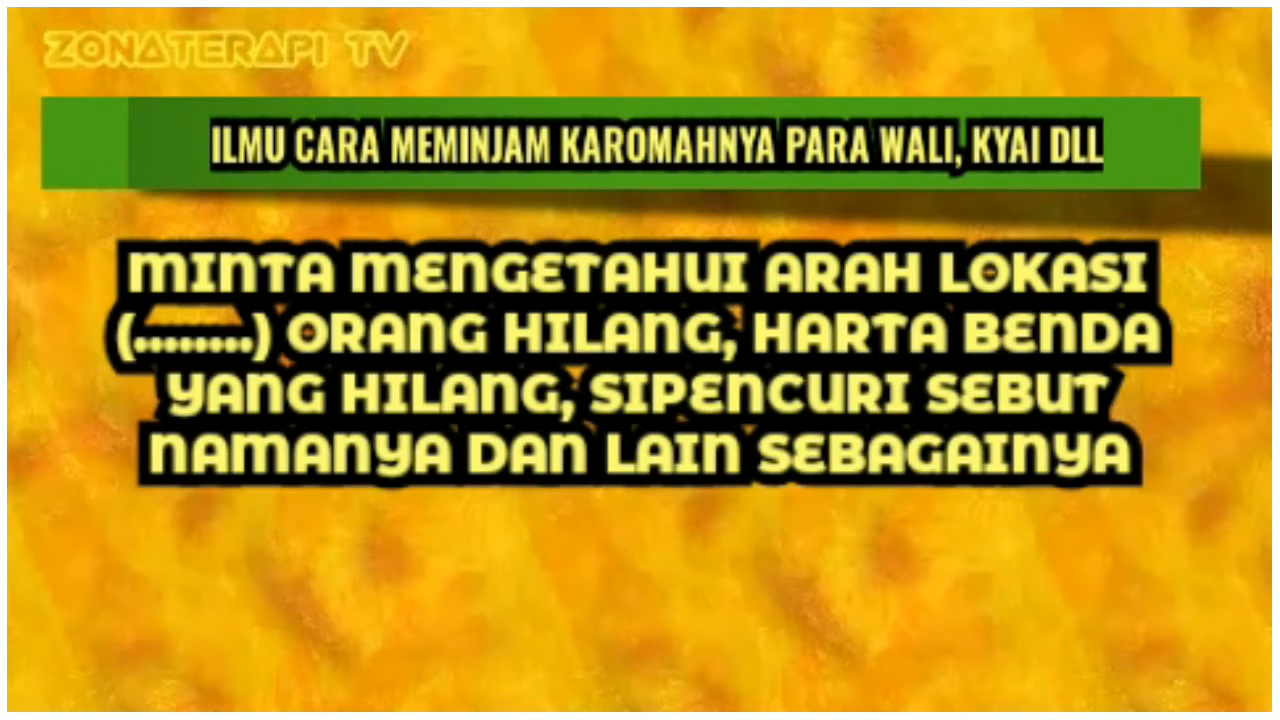 ZONATERAPI TV
ILMU CARA MEMINJAM KAROMAHNYA PARA WALI, KYAI DLL
MINTA MENGETAHUI ARAH LOKASI
(........) ORANG HILANG, HARTA BENDA
YANG HILANG, SIPENCURI SEBUT
NAMANYA DAN LAIN SEBAGAINYA